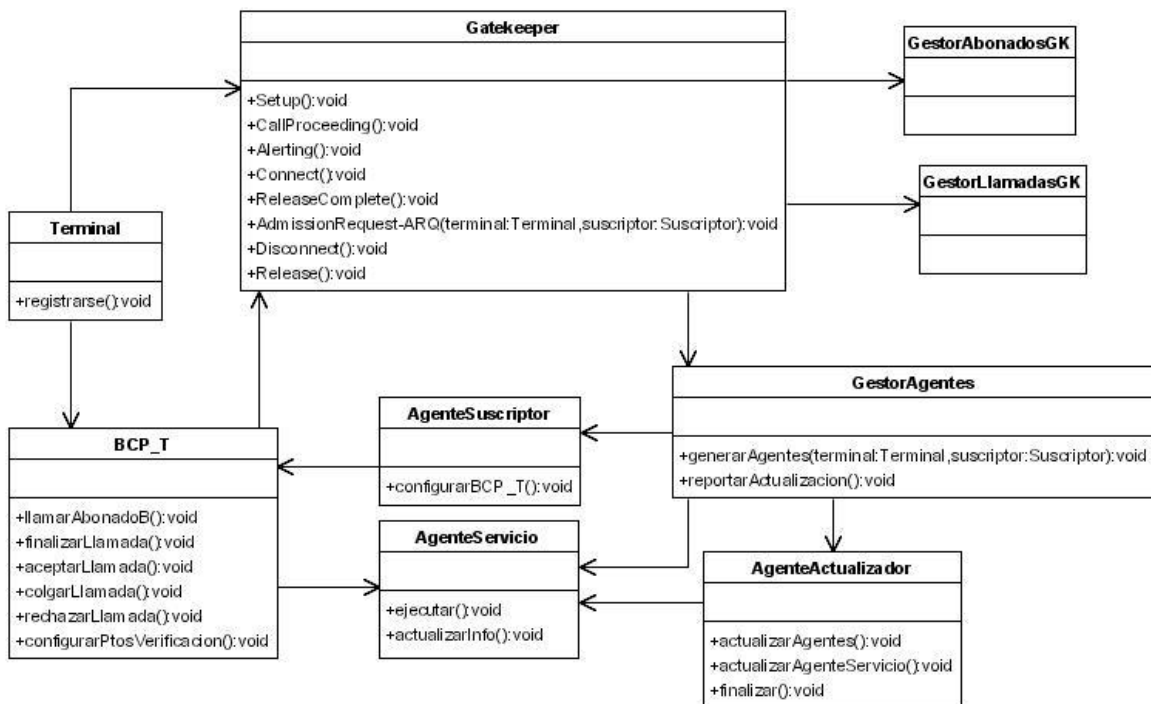 Gatekeeper
+Setup():void
+CallProceeding():void
+Alerting():void
+Connect():void
+ReleaseComplete():void
+AdmissionRequest-ARQ(terminal:Terminal,suscriptor:Suscriptor):void
+Disconnect():void
+Release():void
GestorAbonadosGK
GestorLlamadasGK
Terminal
+registrarse():void
GestorAgentes
+generarAgentes(terminal:Terminal,suscriptor:Suscriptor):void
+reportarActualizacion():void
AgenteSuscriptor
+configurarBCP_T():void
BCP_T
+llamarAbonadoB():void
+finalizarLlamada():void
+aceptarLlamada():void
+colgarLlamada():void
+rechazarLlamada():void
+configurarPtosVerificacion():void
AgenteServicio
+ejecutar():void
+actualizarInfo():void
AgenteActualizador
+actualizarAgentes():void
+actualizarAgenteServicio():void
+finalizar():void